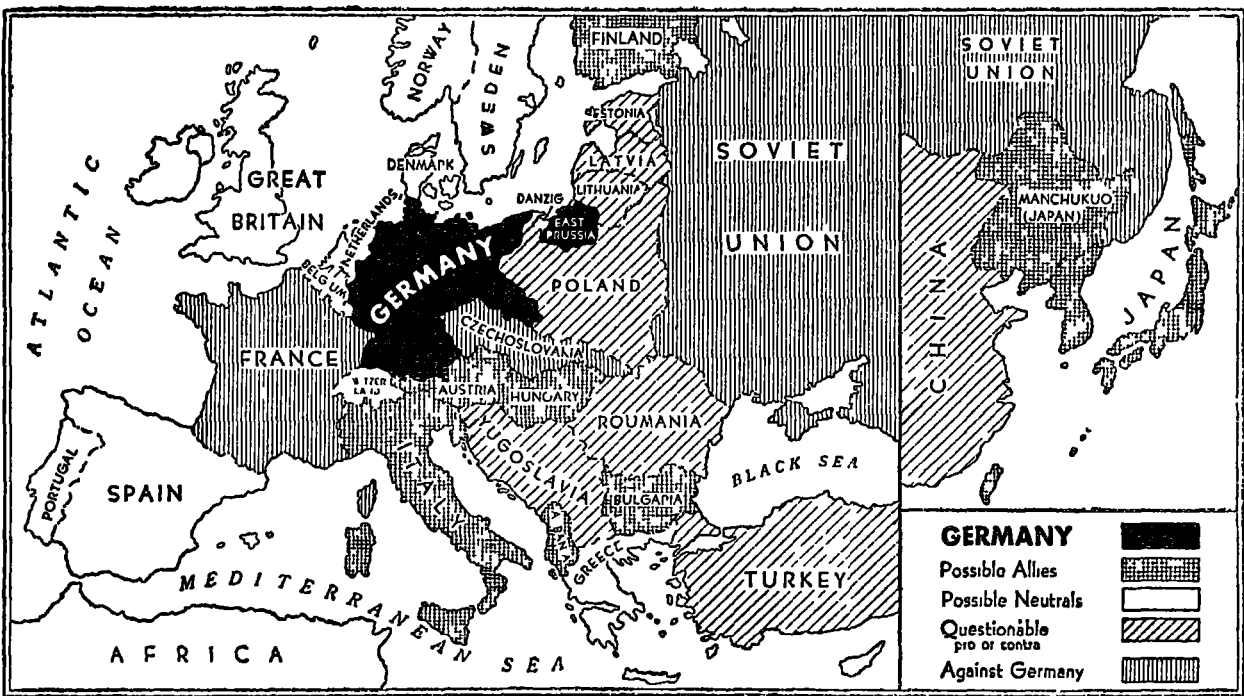 FINLAND
NORWAY
SWEDEN
ESTONIA
LATVIA
LITHUANIA
DENMARK
DANZIG
EAST
PRUSSIA
SOVIET
UNION
ATLANTIC
OCEAN
GREAT
BRITAIN
NETHERLANDS
BELGIUM
GERMANY
POLAND
FRANCE
CZECHOSLOVAKIA
AUSTRIA
HUNGARY
ROUMANIA
YUGOSLAVIA
ITALY
BULGARIA
BLACK SEA
PORTUGAL
SPAIN
ALBANIA
GREECE
TURKEY
MEDITERRANEAN SEA
AFRICA
SOVIET
UNION
MANCHUKUO
(JAPAN)
CHINA
JAPAN
GERMANY
Possible Allies
Possible Neutrals
Questionable
pro or contra
Against Germany